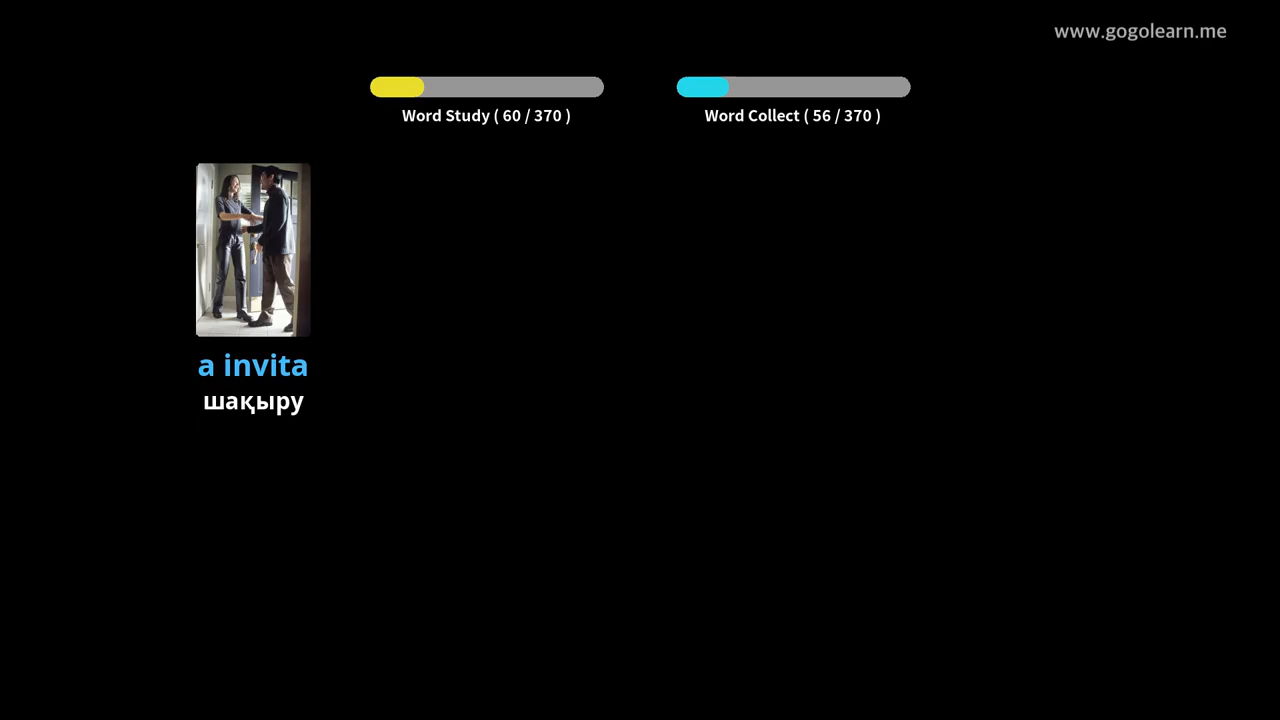 www.gogolearn.me
Word Study ( 60 / 370 )
Word Collect ( 56 / 370 )
a invita
шақыру